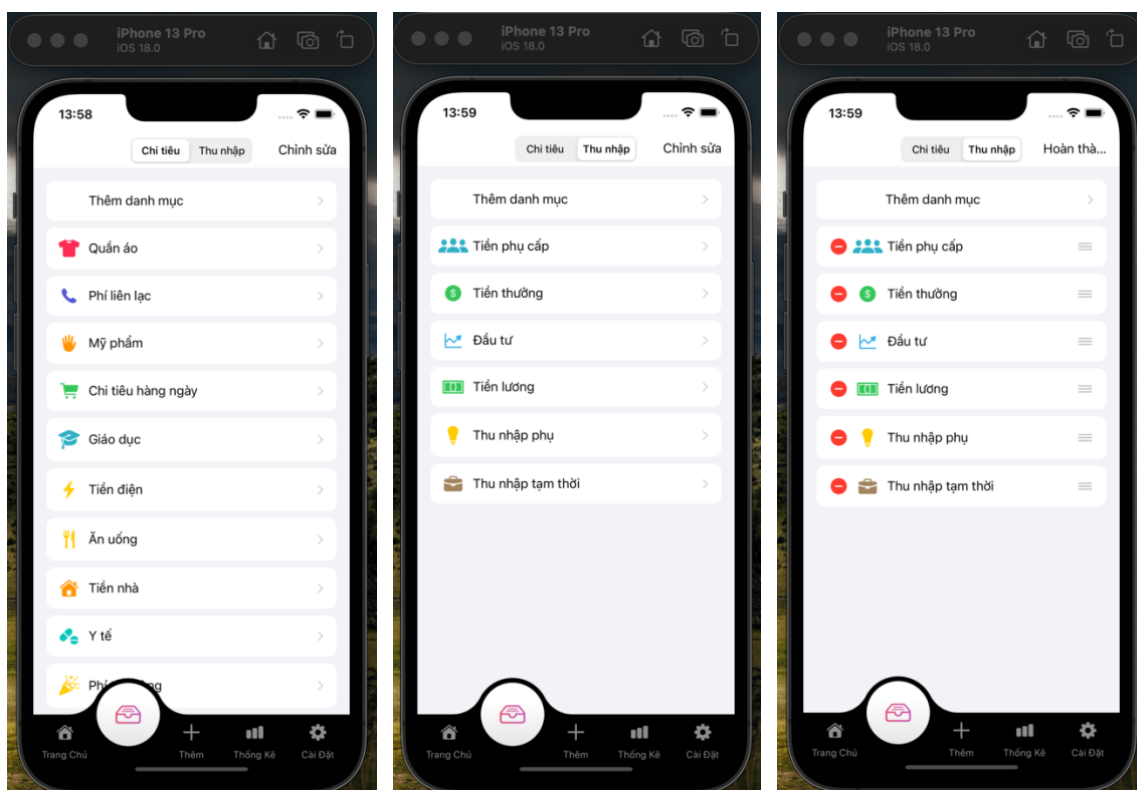 iPhone 13 Pro
iOS 18.0
13:58
Chi tiêu
Thu nhập
Chỉnh sửa
Thêm danh mục
Quần áo
Phí liên lạc
Mỹ phẩm
Chi tiêu hàng ngày
Giáo dục
Tiền điện
Ăn uống
Tiền nhà
Y tế
Trang Chủ
Thêm
Thống Kê
Cài Đặt
iPhone 13 Pro
iOS 18.0
13:59
Chi tiêu
Thu nhập
Chỉnh sửa
Thêm danh mục
Tiền phụ cấp
Tiền thưởng
Đầu tư
Tiền lương
Thu nhập phụ
Thu nhập tạm thời
Trang Chủ
Thêm
Thống Kê
Cài Đặt
iPhone 13 Pro
iOS 18.0
13:59
Chi tiêu
Thu nhập
Hoàn thà...
Thêm danh mục
Tiền phụ cấp
Tiền thưởng
Đầu tư
Tiền lương
Thu nhập phụ
Thu nhập tạm thời
Trang Chủ
Thêm
Thống Kê
Cài Đặt